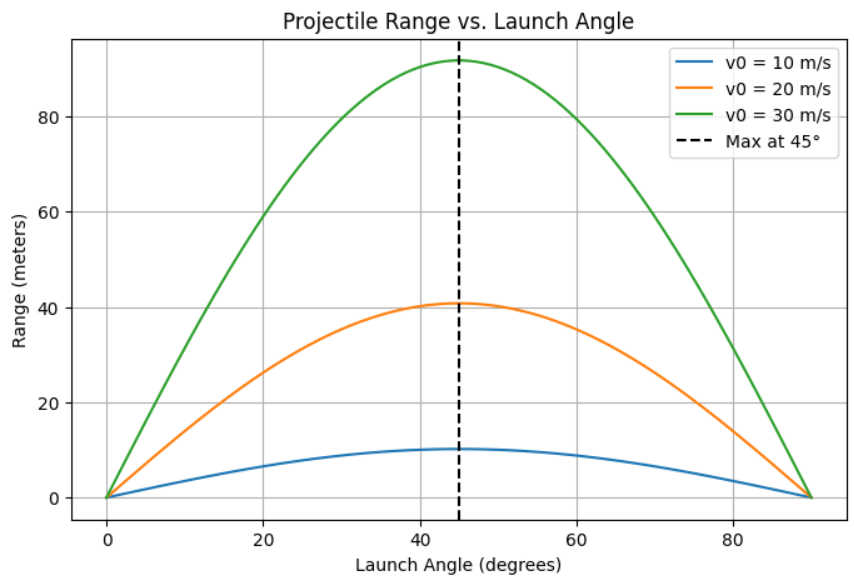 Projectile Range vs. Launch Angle
v0 = 10 m/s
v0 = 20 m/s
v0 = 30 m/s
Max at 45°
Range (meters)
80
60
40
20
0
0 20 40 60 80
Launch Angle (degrees)